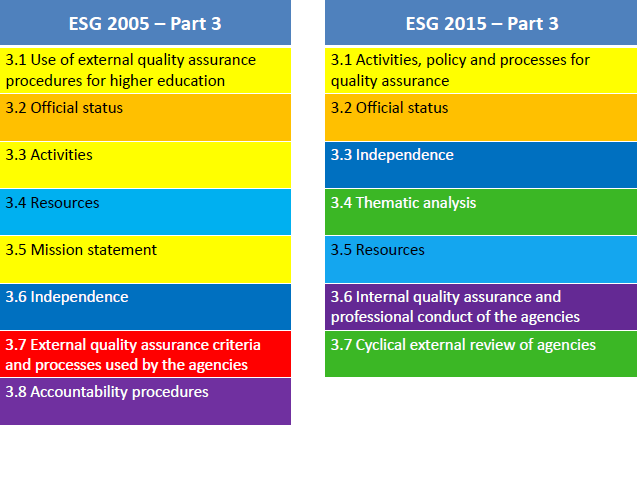 ESG 2005 – Part 3
3.1 Use of external quality assurance
procedures for higher education
3.2 Official status
3.3 Activities
3.4 Resources
3.5 Mission statement
3.6 Independence
3.7 External quality assurance criteria
and processes used by the agencies
3.8 Accountability procedures
ESG 2015 – Part 3
3.1 Activities, policy and processes for
quality assurance
3.2 Official status
3.3 Independence
3.4 Thematic analysis
3.5 Resources
3.6 Internal quality assurance and
professional conduct of the agencies
3.7 Cyclical external review of agencies